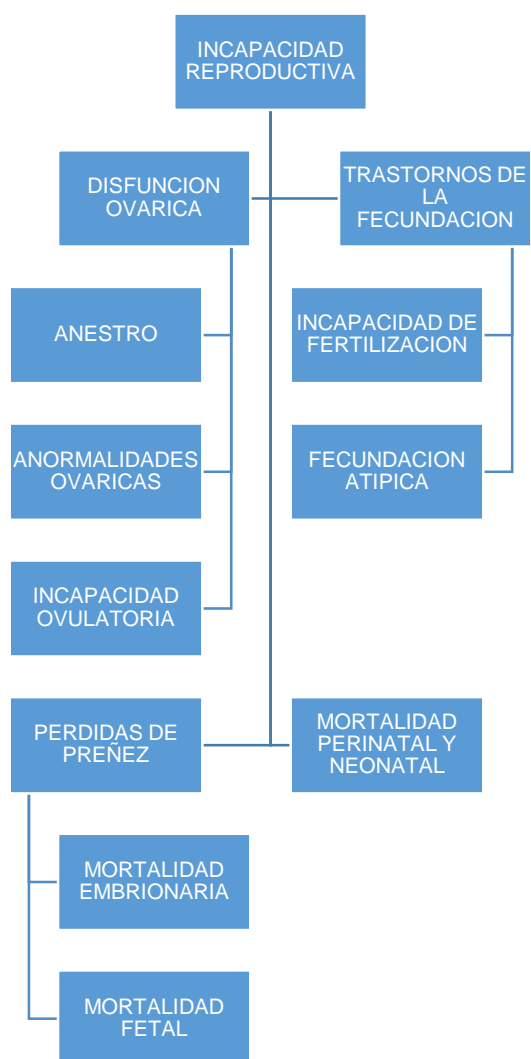 INCAPACIDAD
REPRODUCTIVA
DISFUNCION
OVARICA
TRASTORNOS DE
LA
FECUNDACION
ANESTRO
INCAPACIDAD DE
FERTILIZACION
ANORMALIDADES
OVARICAS
FECUNDACION
ATIPICA
INCAPACIDAD
OVULATORIA
PERDIDAS DE
PREÑEZ
MORTALIDAD
PERINATAL Y
NEONATAL
MORTALIDAD
EMBRIONARIA
MORTALIDAD
FETAL